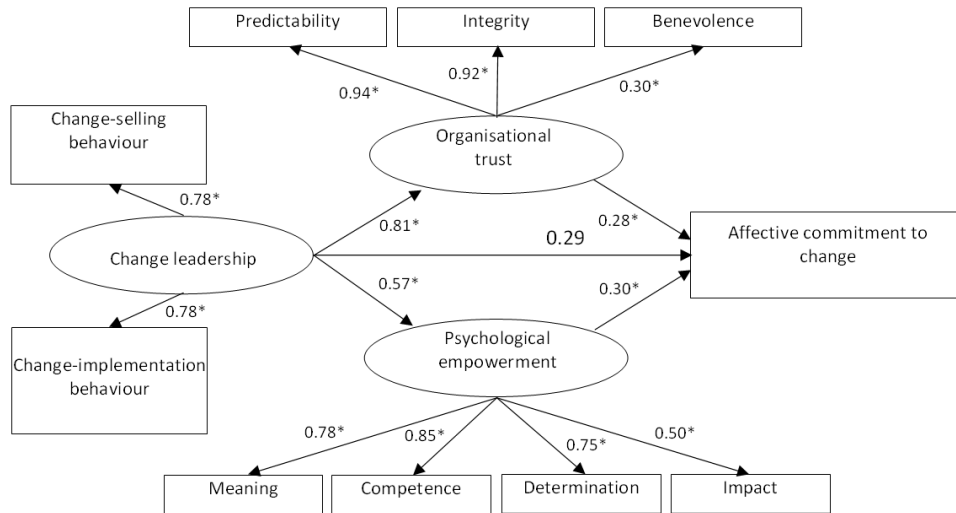 Predictability
Integrity
Benevolence
0.94*
0.92*
0.30*
Change-selling
behaviour
Organisational
trust
0.78*
0.81*
0.28*
Change leadership
0.29
Affective commitment to
change
0.78*
0.57*
0.30*
Change-implementation
behaviour
Psychological
empowerment
0.78*
0.85*
0.75*
0.50*
Meaning
Competence
Determination
Impact